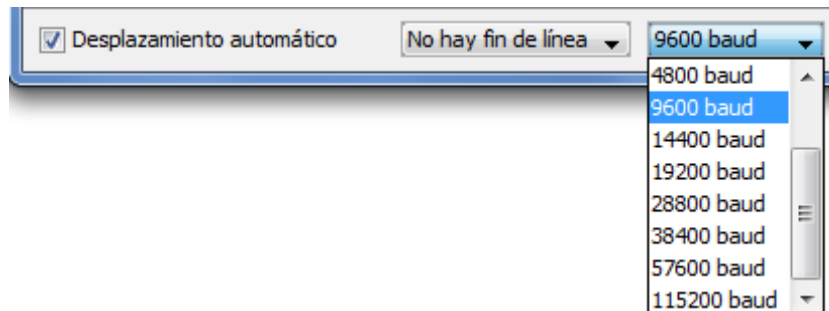 Desplazamiento automático No hay fin de línea 9600 baud
4800 baud
9600 baud
14400 baud
19200 baud
28800 baud
38400 baud
57600 baud
115200 baud